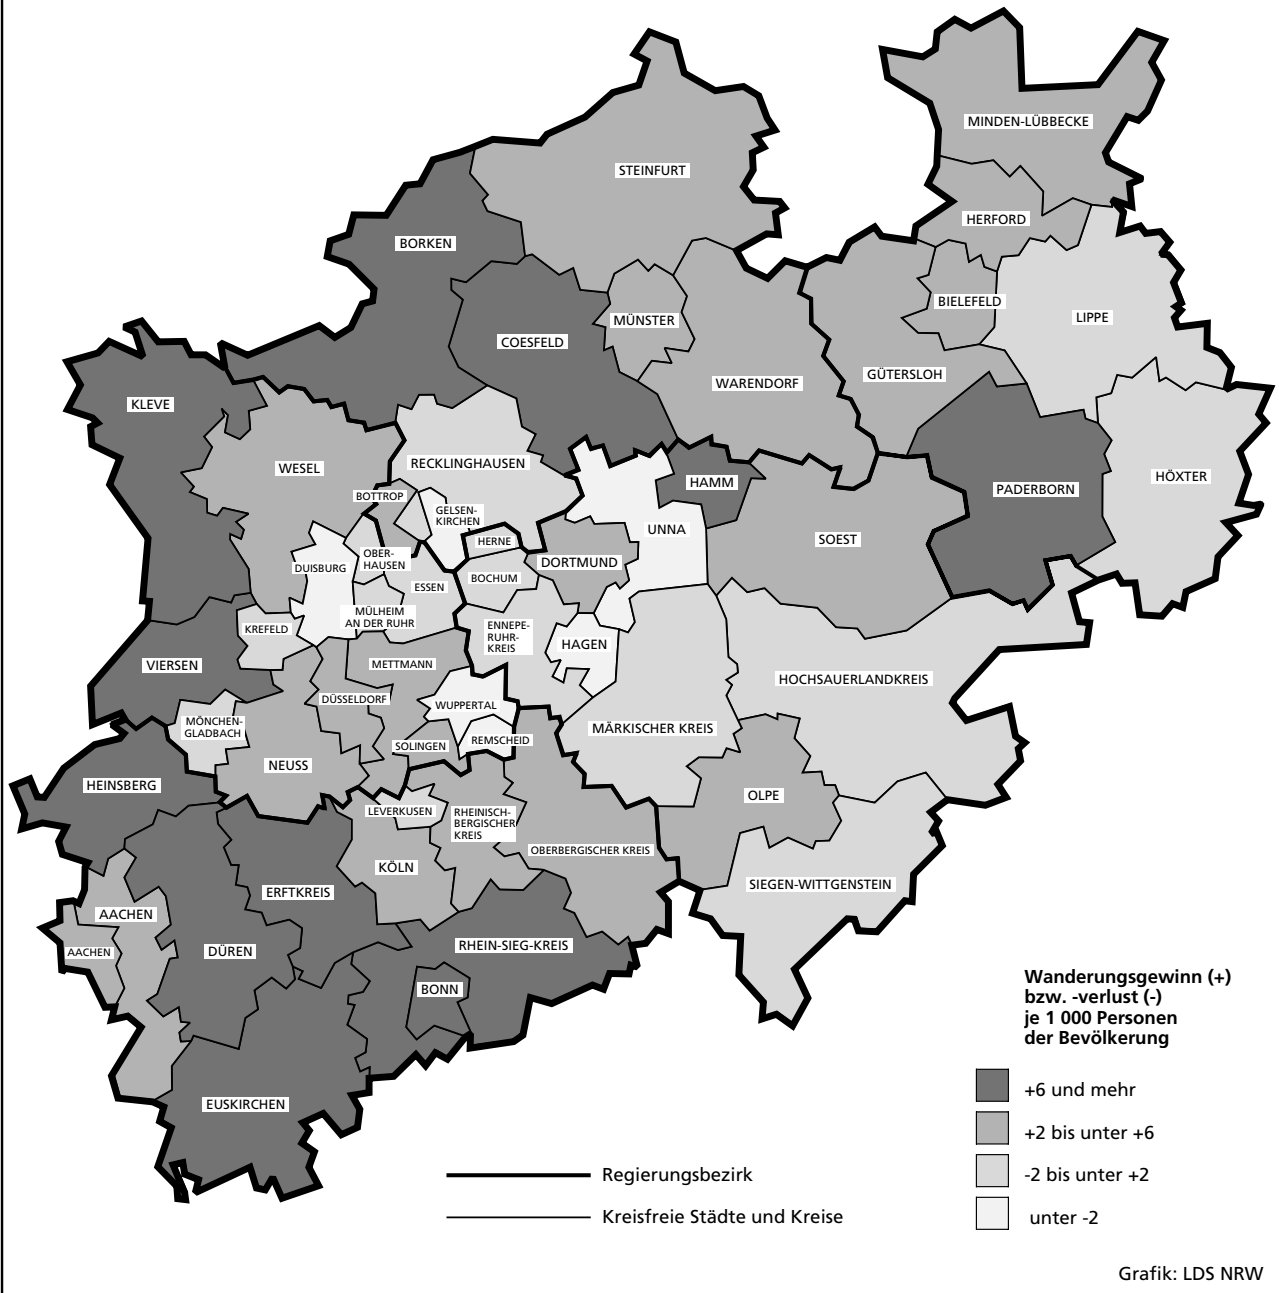 MINDEN-LÜBBECKE
STEINFURT
HERFORD
BORKEN
BIELEFELD
LIPPE
MÜNSTER
COESFELD
GÜTERSLOH
WARENDORF
KLEVE
RECKLINGHAUSEN
WESEL
HÖXTER
HAMM
PADERBORN
BOTTROP
GELSEN-
KIRCHEN
UNNA
SOEST
HERNE
OBER-
HAUSEN
DORTMUND
DUISBURG
BOCHUM
ESSEN
MÜLHEIM
AN DER RUHR
KREFELD
ENNEPE-
RUHR-
KREIS
HAGEN
VIERSEN
METTMANN
HOCHSAUERLANDKREIS
DÜSSELDORF
WUPPERTAL
MÖNCHEN-
GLADBACH
MÄRKISCHER KREIS
REMSCHEID
SOLINGEN
NEUSS
HEINSBERG
OLPE
LEVERKUSEN
RHEINISCH-
BERGISCHER
KREIS
OBERBERGISCHER KREIS
KÖLN
SIEGEN-WITTGENSTEIN
ERFTKREIS
AACHEN
RHEIN-SIEG-KREIS
AACHEN
DÜREN
BONN
EUSKIRCHEN
Wanderungsgewinn (+)
bzw. -verlust (-)
je 1 000 Personen
der Bevölkerung
+6 und mehr
+2 bis unter +6
-2 bis unter +2
unter -2
Regierungsbezirk
Kreisfreie Städte und Kreise
Grafik: LDS NRW